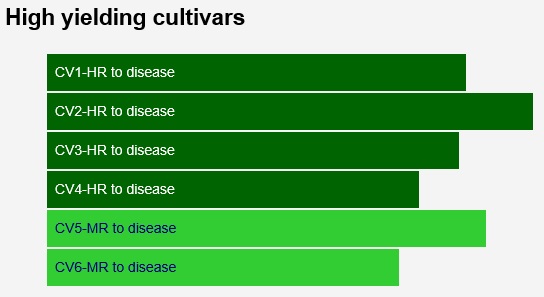 High yielding cultivars
CV1-HR to disease
CV2-HR to disease
CV3-HR to disease
CV4-HR to disease
CV5-MR to disease
CV6-MR to disease